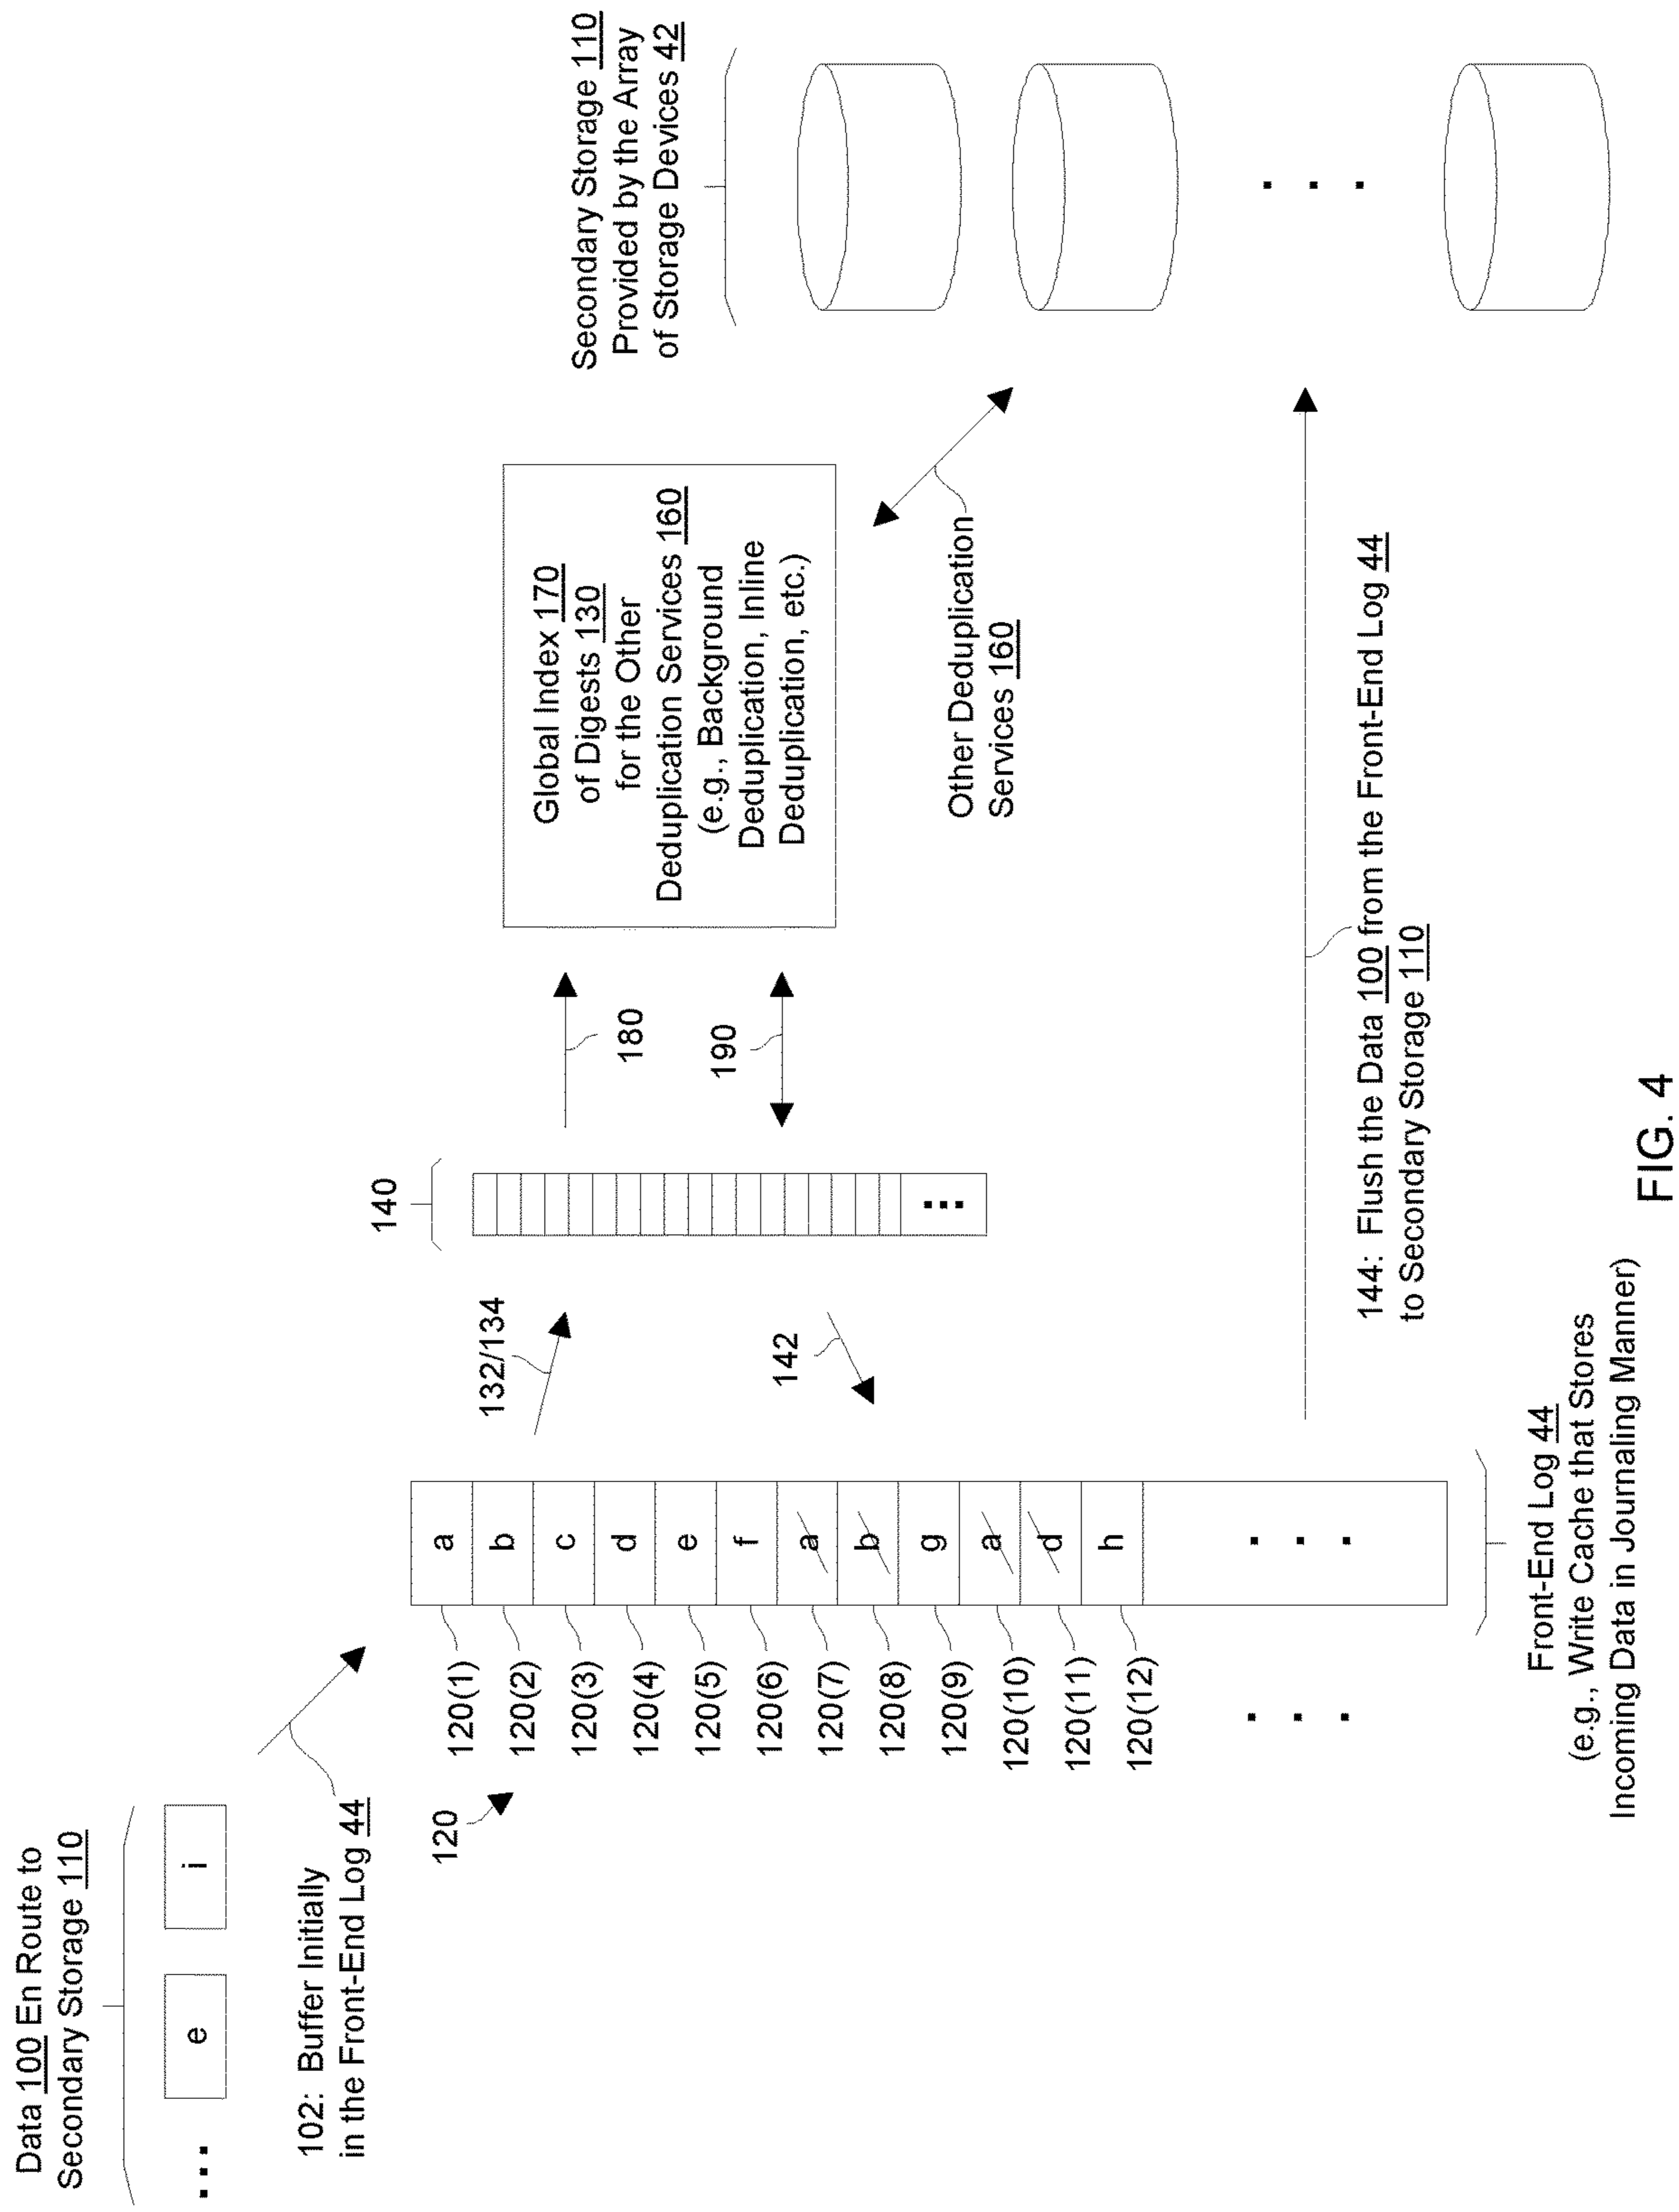 Data 100 En Route to
Secondary Storage 110
... e i
102: Buffer Initially
in the Front-End Log 44
120
120(1) a
120(2) b
120(3) c
120(4) d
120(5) e
120(6) f
120(7) a
120(8) b
120(9) g
120(10) a
120(11) d
120(12) h
Front-End Log 44
(e.g., Write Cache that Stores
Incoming Data in Journaling Manner)
132/134
142
140
180
190
Global Index 170
of Digests 130
for the Other
Deduplication Services 160
(e.g., Background
Deduplication, Inline
Deduplication, etc.)
Other Deduplication
Services 160
144: Flush the Data 100 from the Front-End Log 44
to Secondary Storage 110
Secondary Storage 110
Provided by the Array
of Storage Devices 42
FIG. 4